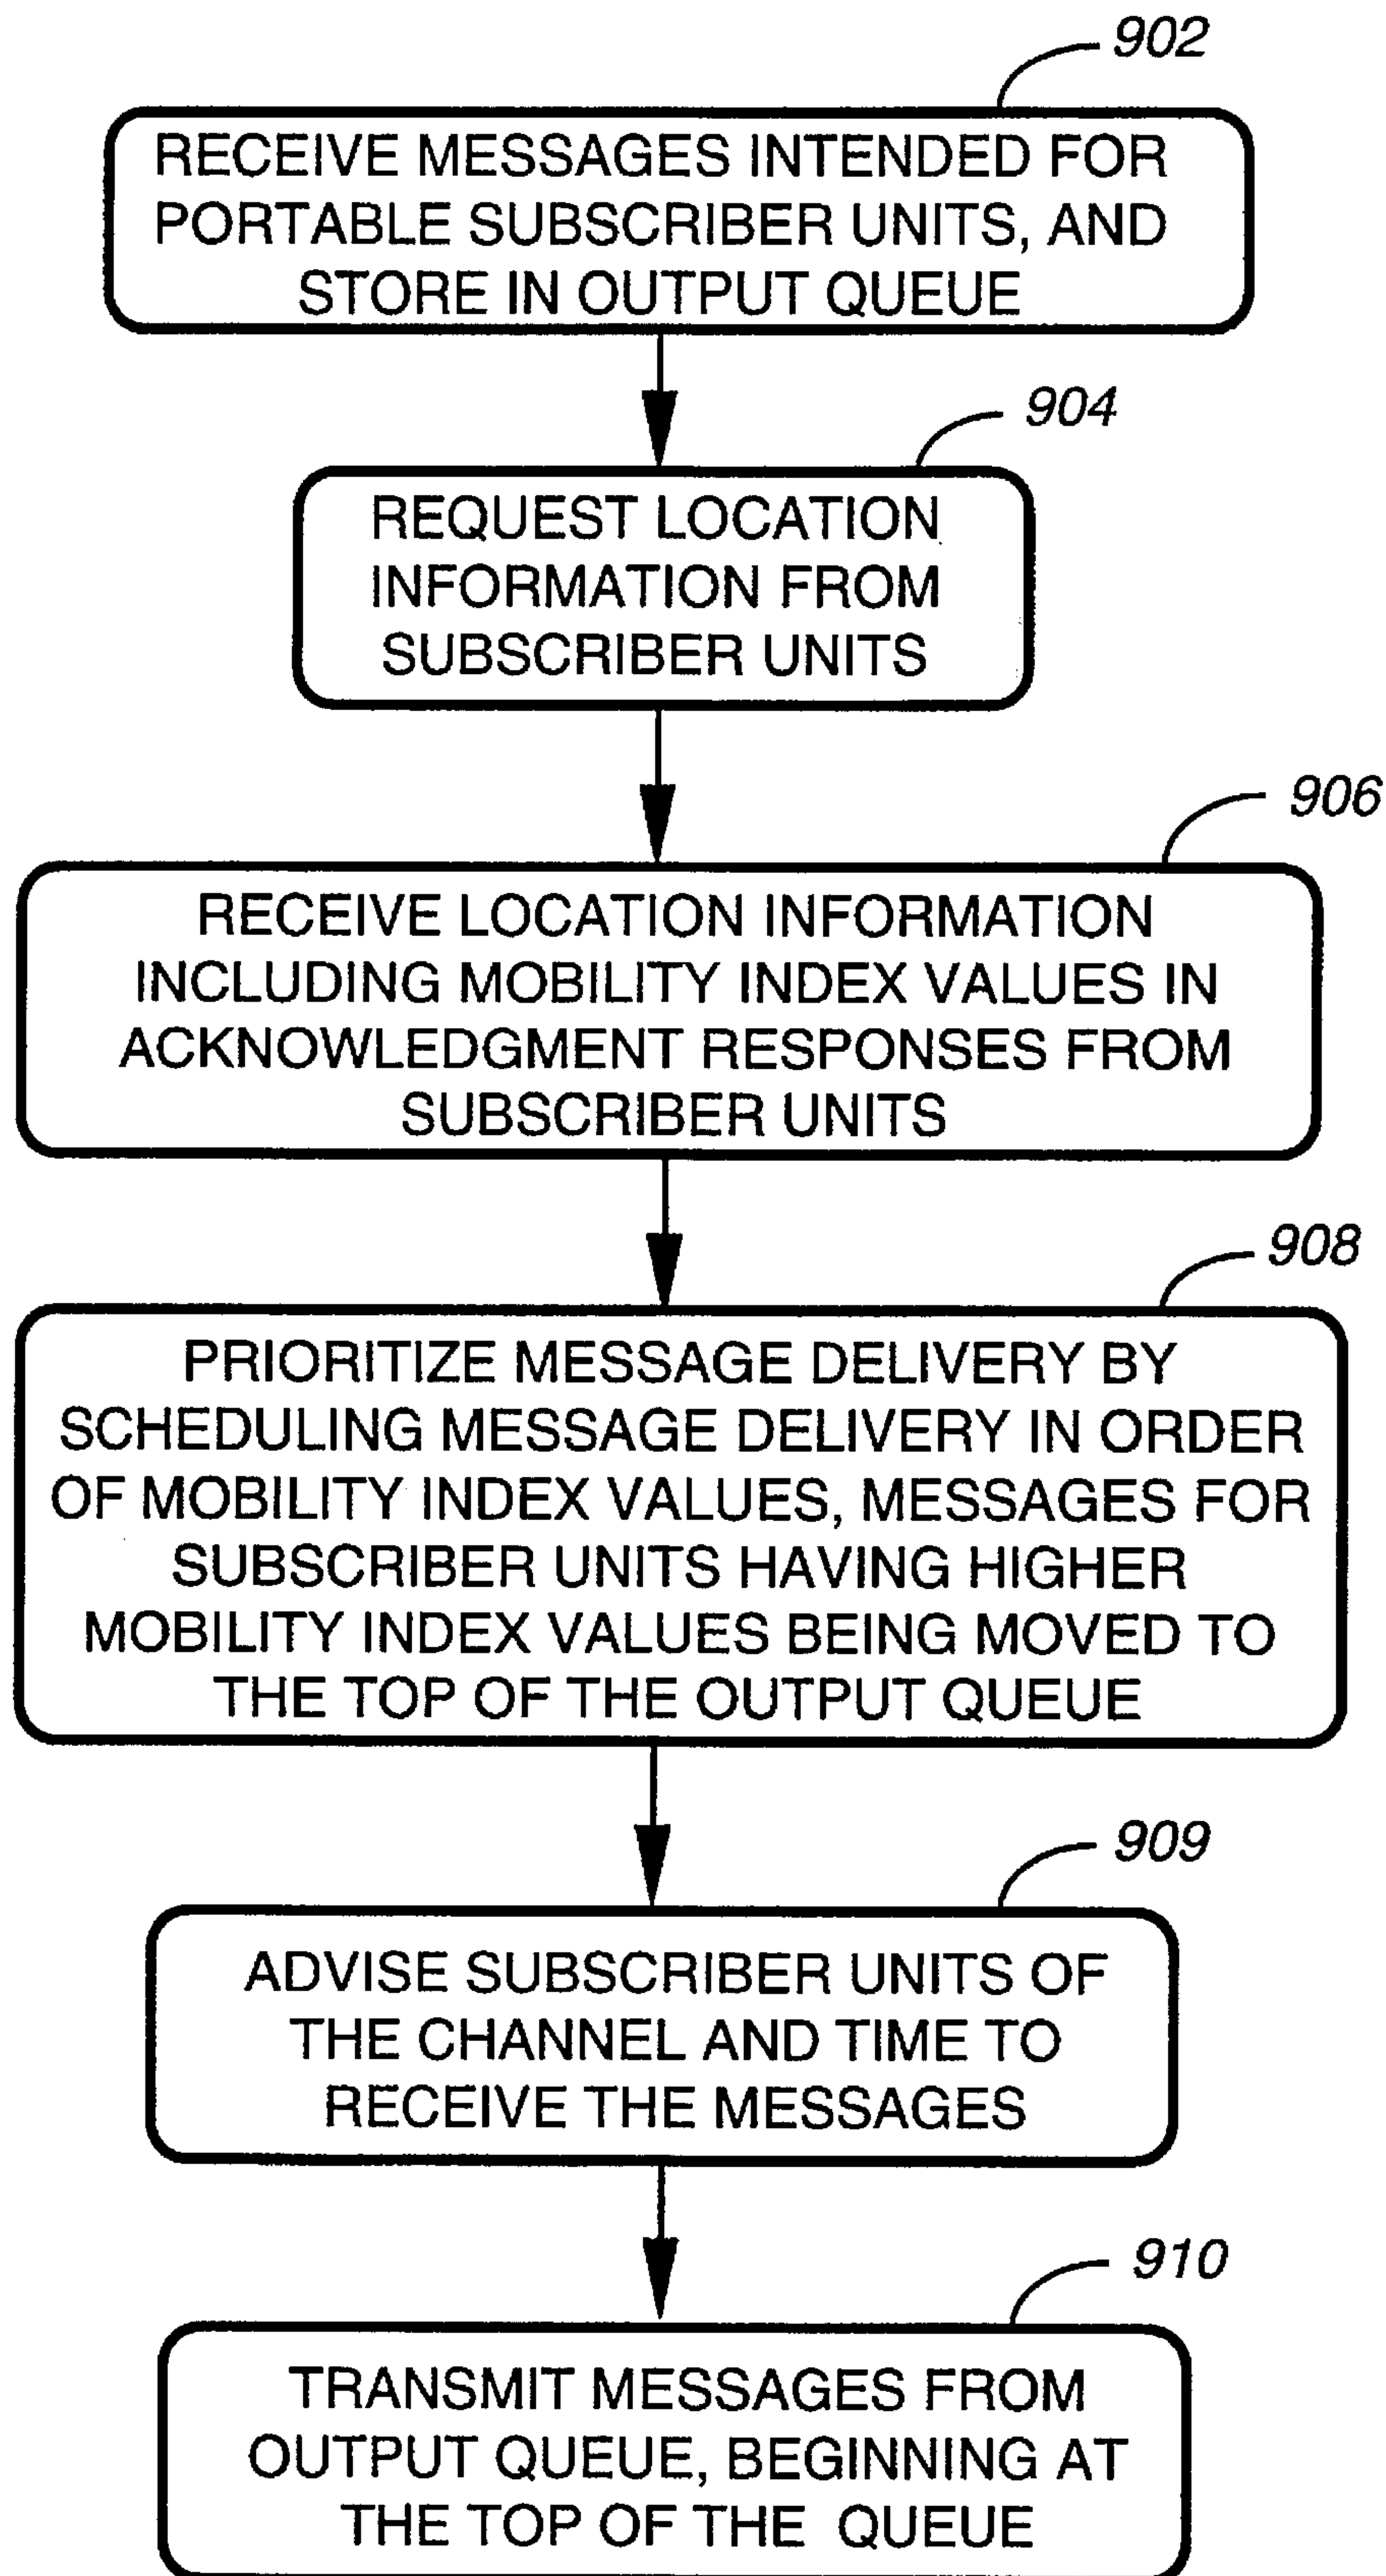 902
RECEIVE MESSAGES INTENDED FOR
PORTABLE SUBSCRIBER UNITS, AND
STORE IN OUTPUT QUEUE
904
REQUEST LOCATION
INFORMATION FROM
SUBSCRIBER UNITS
906
RECEIVE LOCATION INFORMATION
INCLUDING MOBILITY INDEX VALUES IN
ACKNOWLEDGMENT RESPONSES FROM
SUBSCRIBER UNITS
908
PRIORITIZE MESSAGE DELIVERY BY
SCHEDULING MESSAGE DELIVERY IN ORDER
OF MOBILITY INDEX VALUES, MESSAGES FOR
SUBSCRIBER UNITS HAVING HIGHER
MOBILITY INDEX VALUES BEING MOVED TO
THE TOP OF THE OUTPUT QUEUE
909
ADVISE SUBSCRIBER UNITS OF
THE CHANNEL AND TIME TO
RECEIVE THE MESSAGES
910
TRANSMIT MESSAGES FROM
OUTPUT QUEUE, BEGINNING AT
THE TOP OF THE QUEUE